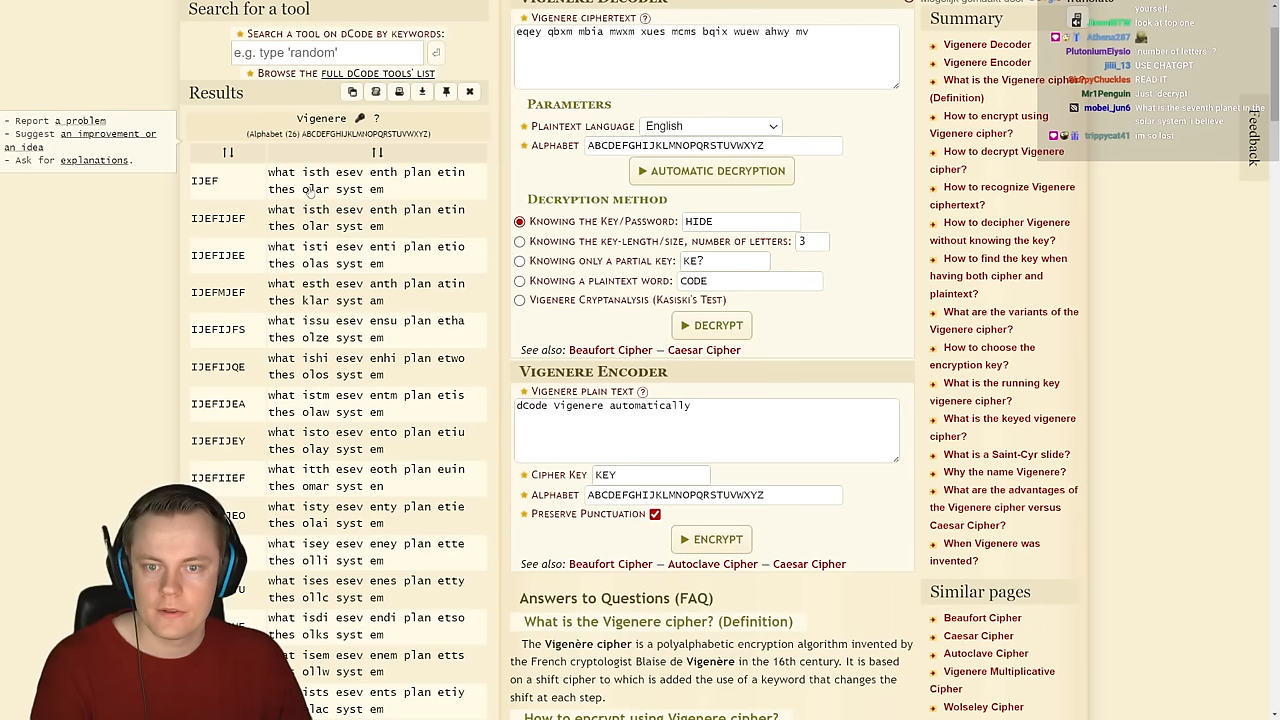 Search for a tool
★ SEARCH A TOOL ON DCODE BY KEYWORDS:
e.g. type 'random'
★ BROWSE THE FULL DCODE TOOLS' LIST
Results
- Report a problem
- Suggest an improvement or
an idea
- Ask for explanations.
Vigenere ?
(Alphabet (26) ABCDEFGHIJKLMNOPQRSTUVWXYZ)
IJEF
what isth esev enth plan etin
thes olar syst em
IJEFIJEF
what isth esev enth plan etin
thes olar syst em
IJEFIJEE
what isti esev enti plan etio
thes olas syst em
IJEFMJEF
what esth esev anth plan atin
thes klar syst am
IJEFIJFS
what issu esev ensu plan etha
thes olze syst em
IJEFIJQE
what ishi esev enhi plan etwo
thes olos syst em
IJEFIJEA
what istm esev entm plan etis
thes olaw syst em
IJEFIJEY
what isto esev ento plan etiu
thes olay syst em
IJEFIIEF
what itth esev eoth plan euin
thes omar syst en
what isty esev enty plan etie
thes olai syst em
what isey esev eney plan ette
thes olli syst em
what ises esev enes plan etty
thes ollc syst em
what isdi esev endi plan etso
olks syst em
isem esev enem plan etts
ollw syst em
ists esev ents plan etiy
olac syst em
VIGENERE DECODER
★ VIGENERE CIPHERTEXT ?
eqey qbxm mbia mwxm xues mcms bqix wuew ahwy mv
PARAMETERS
★ PLAINTEXT LANGUAGE English
★ ALPHABET ABCDEFGHIJKLMNOPQRSTUVWXYZ
▶ AUTOMATIC DECRYPTION
DECRYPTION METHOD
KNOWING THE KEY/PASSWORD: HIDE
KNOWING THE KEY-LENGTH/SIZE, NUMBER OF LETTERS: 3
KNOWING ONLY A PARTIAL KEY: KE?
KNOWING A PLAINTEXT WORD: CODE
VIGENERE CRYPTANALYSIS (KASISKI'S TEST)
▶ DECRYPT
See also: Beaufort Cipher — Caesar Cipher
VIGENERE ENCODER
★ VIGENERE PLAIN TEXT ?
dCode Vigenere automatically
★ CIPHER KEY KEY
★ ALPHABET ABCDEFGHIJKLMNOPQRSTUVWXYZ
★ PRESERVE PUNCTUATION
▶ ENCRYPT
See also: Beaufort Cipher — Autoclave Cipher — Caesar Cipher
Answers to Questions (FAQ)
What is the Vigenere cipher? (Definition)
The Vigenère cipher is a polyalphabetic encryption algorithm invented by
the French cryptologist Blaise de Vigenère in the 16th century. It is based
on a shift cipher to which is added the use of a keyword that changes the
shift at each step.
How to encrypt using Vigenere cipher?
Summary
Vigenere Decoder
Vigenere Encoder
What is the Vigenere cipher?
(Definition)
How to encrypt using
Vigenere cipher?
How to decrypt Vigenere
cipher?
How to recognize Vigenere
ciphertext?
How to decipher Vigenere
without knowing the key?
How to find the key when
having both cipher and
plaintext?
What are the variants of the
Vigenere cipher?
How to choose the
encryption key?
What is the running key
vigenere cipher?
What is the keyed vigenere
cipher?
What is a Saint-Cyr slide?
Why the name Vigenere?
What are the advantages of
the Vigenere cipher versus
Caesar Cipher?
When Vigenere was
invented?
Similar pages
Beaufort Cipher
Caesar Cipher
Autoclave Cipher
Vigenere Multiplicative
Cipher
Wolseley Cipher
yourself..
look at top one
Athena287
PlutoniumElysio number of letters ?
jiiii_13 USE CHATGPT
READ IT
Mr1Penguin Just. decrypt
mobei_jun6 What is the seventh planet in the
solar system, i believe
trippycat41 im so lost
Feedback